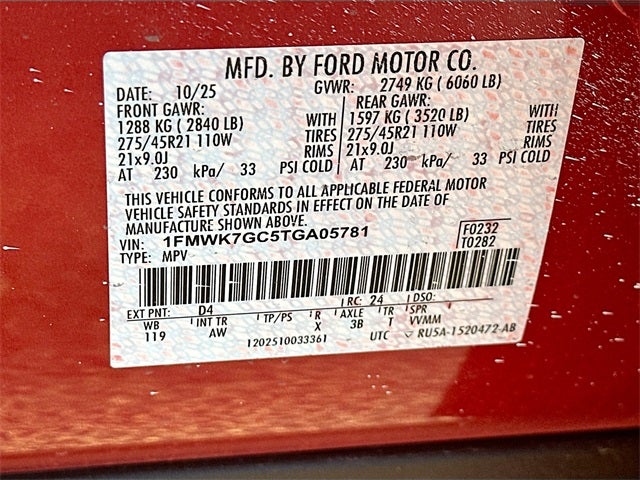 MFD. BY FORD MOTOR CO.
DATE: 10/25 GVWR: 2749 KG ( 6060 LB)
FRONT GAWR: REAR GAWR:
1288 KG ( 2840 LB) WITH 1597 KG ( 3520 LB) WITH
275/45R21 110W TIRES 275/45R21 110W TIRES
21x9.0J RIMS 21x9.0J RIMS
AT 230 kPa/ 33 PSI COLD AT 230 kPa/ 33 PSI COLD
THIS VEHICLE CONFORMS TO ALL APPLICABLE FEDERAL MOTOR
VEHICLE SAFETY STANDARDS IN EFFECT ON THE DATE OF
MANUFACTURE SHOWN ABOVE.
VIN: 1FMWK7GC5TGA05781 F0232
TYPE: MPV T0282
EXT PNT: D4 RC: 24 DSO:
WB INT TR TP/PS R AXLE TR SPR
119 AW X 3B T VVMM
1202510033361 UTC RU5A-1520472-AB